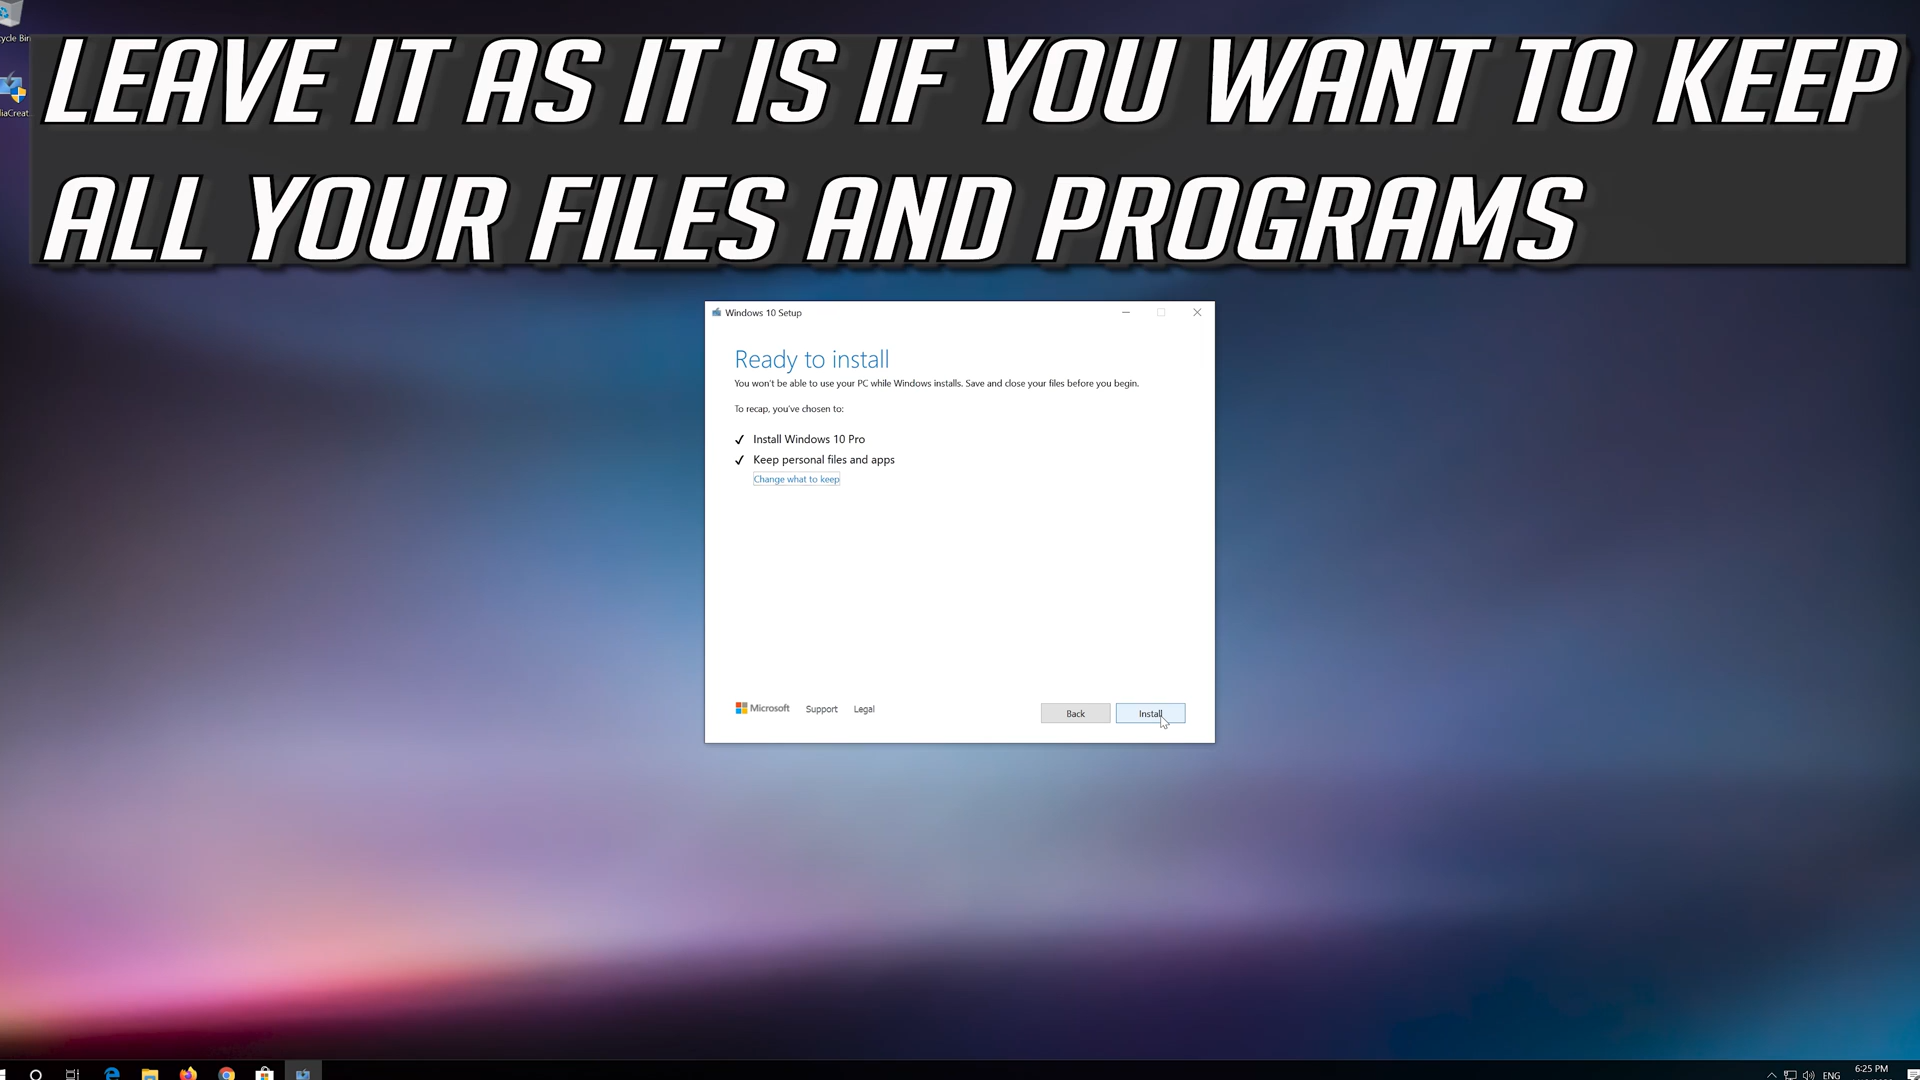 cycle Bin
diaCreat
LEAVE IT AS IT IS IF YOU WANT TO KEEP
ALL YOUR FILES AND PROGRAMS
Windows 10 Setup
Ready to install
You won't be able to use your PC while Windows installs. Save and close your files before you begin.
To recap, you've chosen to:
Install Windows 10 Pro
Keep personal files and apps
Change what to keep
Microsoft Support Legal
Back Install
ENG
6:25 PM